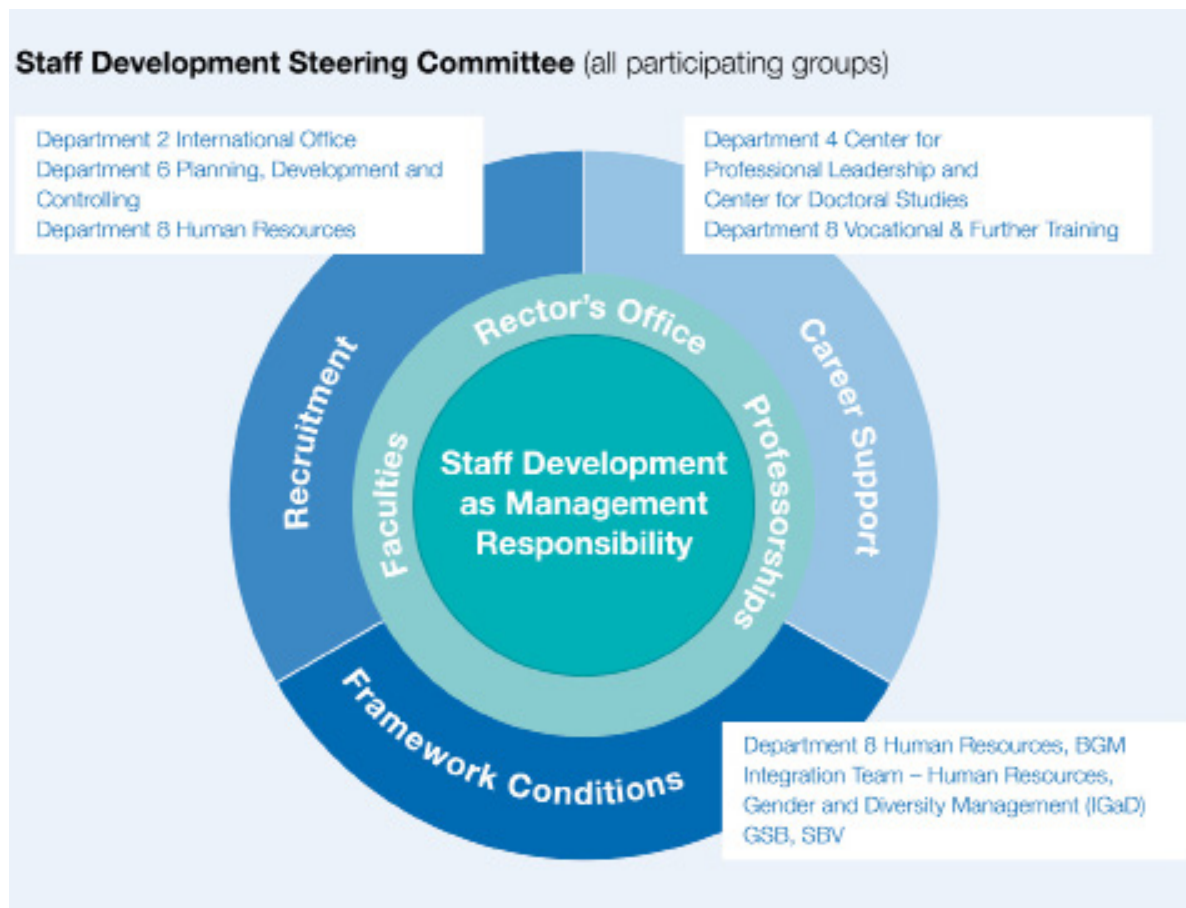 Staff Development Steering Committee (all participating groups)
Department 2 International Office
Department 6 Planning, Development and
Controlling
Department 8 Human Resources
Department 4 Center for
Professional Leadership and
Center for Doctoral Studies
Department 8 Vocational & Further Training
Recruitment
Career Support
Framework Conditions
Rector's Office
Faculties
Professorships
Staff Development
as Management
Responsibility
Department 8 Human Resources, BGM
Integration Team – Human Resources,
Gender and Diversity Management (IGaD)
GSB, SBV